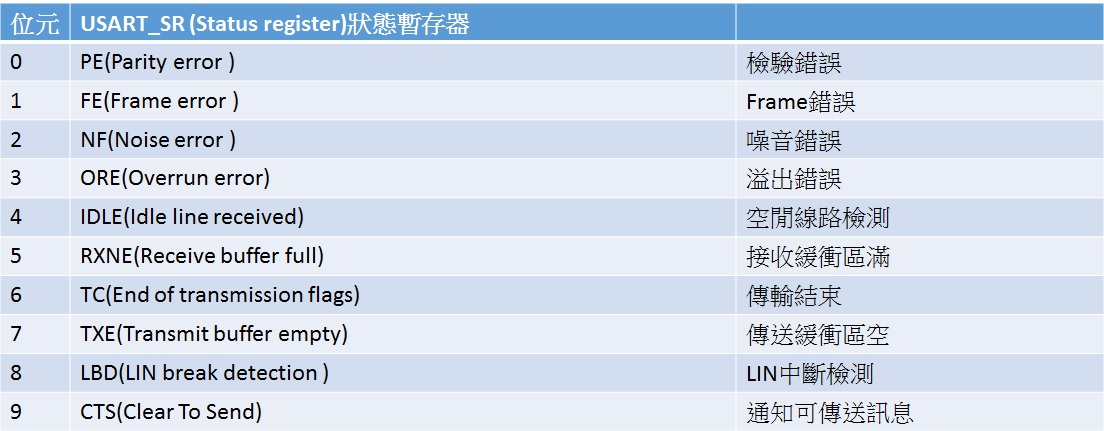 位元 USART_SR (Status register)狀態暫存器
0 PE(Parity error ) 檢驗錯誤
1 FE(Frame error ) Frame錯誤
2 NF(Noise error ) 噪音錯誤
3 ORE(Overrun error) 溢出錯誤
4 IDLE(Idle line received) 空閒線路檢測
5 RXNE(Receive buffer full) 接收緩衝區滿
6 TC(End of transmission flags) 傳輸結束
7 TXE(Transmit buffer empty) 傳送緩衝區空
8 LBD(LIN break detection ) LIN中斷檢測
9 CTS(Clear To Send) 通知可傳送訊息